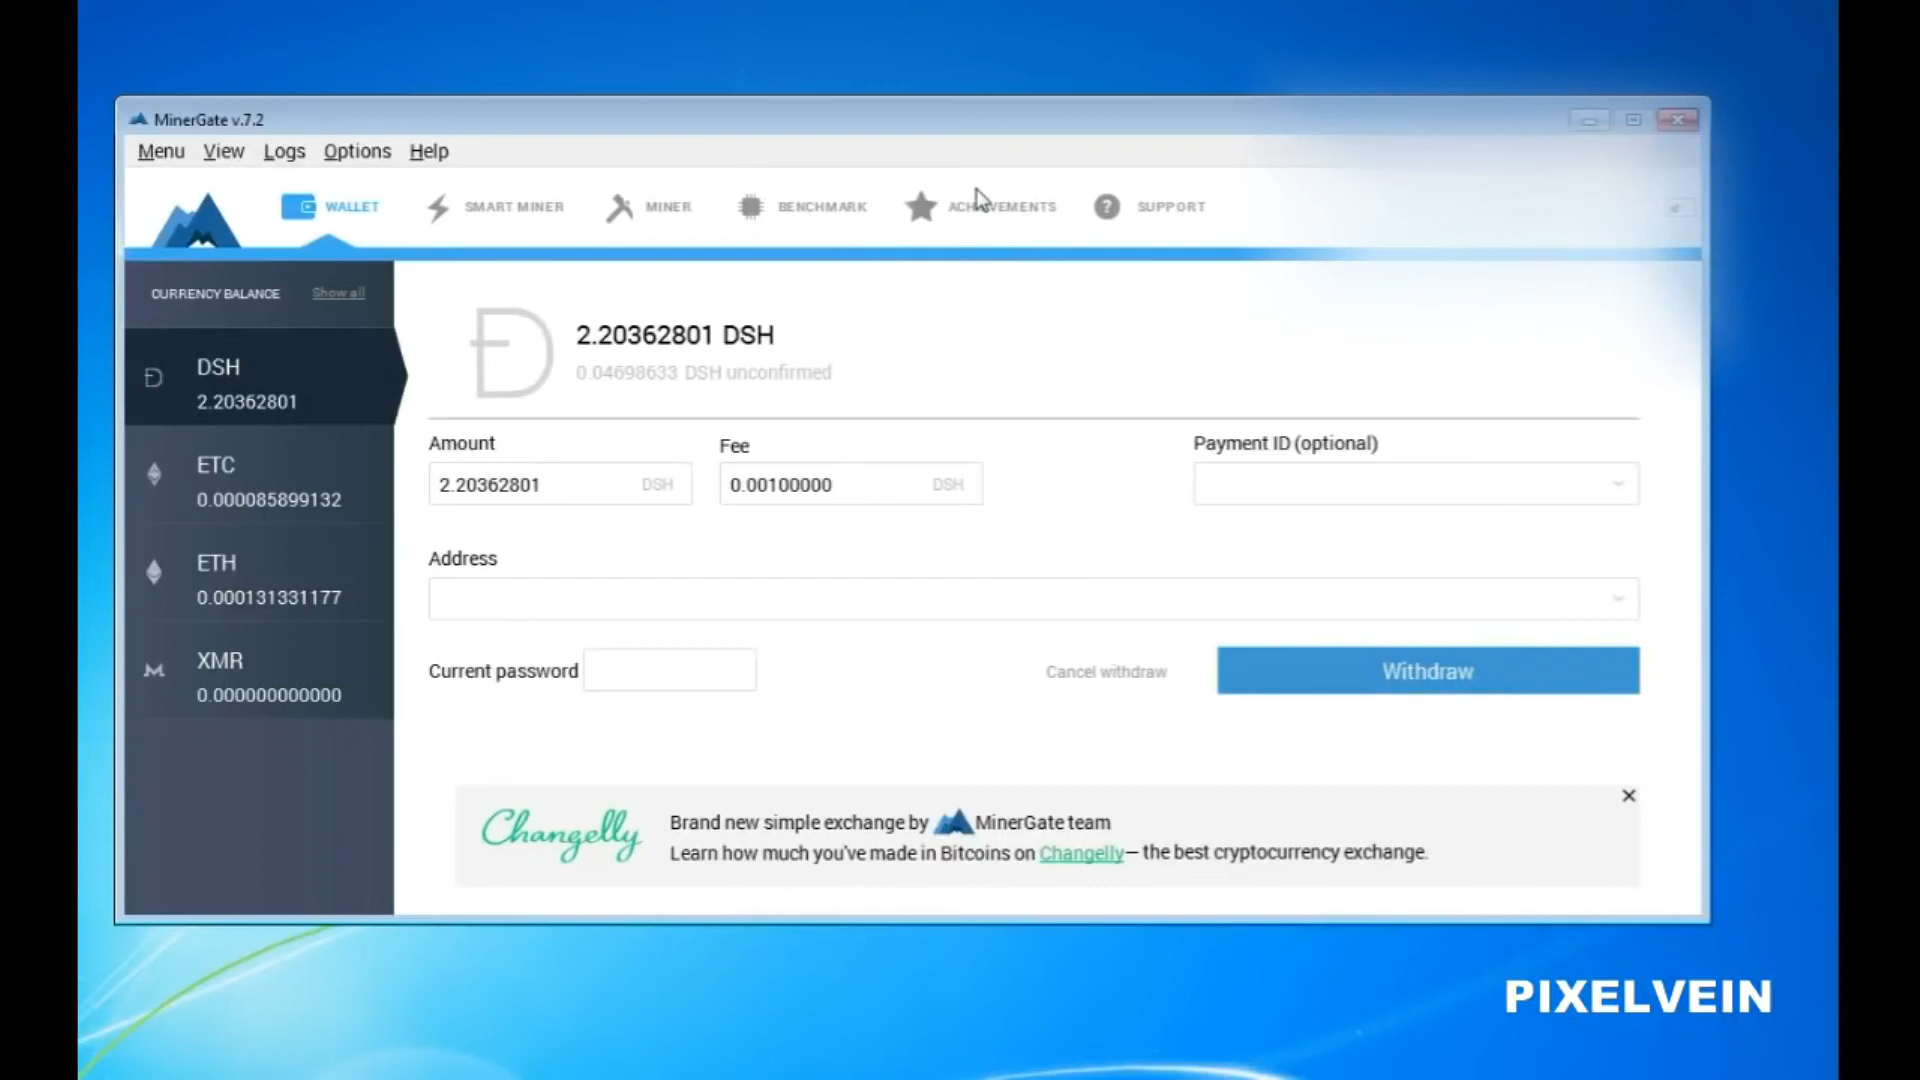 MinerGate v.7.2
Menu View Logs Options Help
WALLET SMART MINER MINER BENCHMARK ACHIEVEMENTS SUPPORT
CURRENCY BALANCE Show all
DSH
2.20362801
ETC
0.000085899132
ETH
0.000131331177
XMR
0.000000000000
2.20362801 DSH
0.04698633 DSH unconfirmed
Amount Fee Payment ID (optional)
2.20362801 DSH 0.00100000 DSH
Address
Current password Cancel withdraw Withdraw
Changelly
Brand new simple exchange by MinerGate team
Learn how much you've made in Bitcoins on Changelly— the best cryptocurrency exchange.
PIXELVEIN